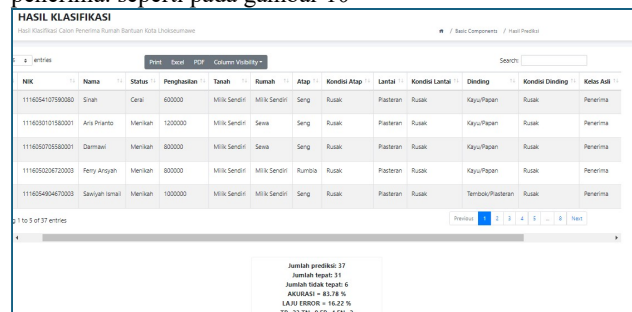 penerima. seperti pada gambar 10
HASIL KLASIFIKASI
Hasil Klasifikasi Calon Penerima Rumah Bantuan Kota Lhokseumawe
/ Basic Components / Hasil Prediksi
entries Print Excel PDF Column Visibility Search:
NIK Nama Status Penghasilan Tanah Rumah Atap Kondisi Atap Lantai Kondisi Lantai Dinding Kondisi Dinding Kelas Asli
1116054107590080 Sinah Cerai 600000 Milik Sendiri Milik Sendiri Seng Rusak Plasteran Rusak Kayu/Papan Rusak Penerima
1116030101580001 Aris Prianto Menikah 1200000 Milik Sendiri Sewa Seng Rusak Plasteran Rusak Kayu/Papan Rusak Penerima
1116050705580001 Darmawi Menikah 800000 Milik Sendiri Sewa Seng Rusak Plasteran Rusak Kayu/Papan Rusak Penerima
1116050206720003 Ferry Ansyah Menikah 800000 Milik Sendiri Milik Sendiri Rumbia Rusak Plasteran Rusak Kayu/Papan Rusak Penerima
1116054904670003 Sawiyah Ismail Menikah 1000000 Milik Sendiri Milik Sendiri Seng Rusak Plasteran Rusak Tembok/Plasteran Rusak Penerima
1 to 5 of 37 entries Previous 1 2 3 4 5 ... 8 Next
Jumlah prediksi: 37
Jumlah tepat: 31
Jumlah tidak tepat: 6
AKURASI = 83.78 %
LAJU ERROR = 16.22 %